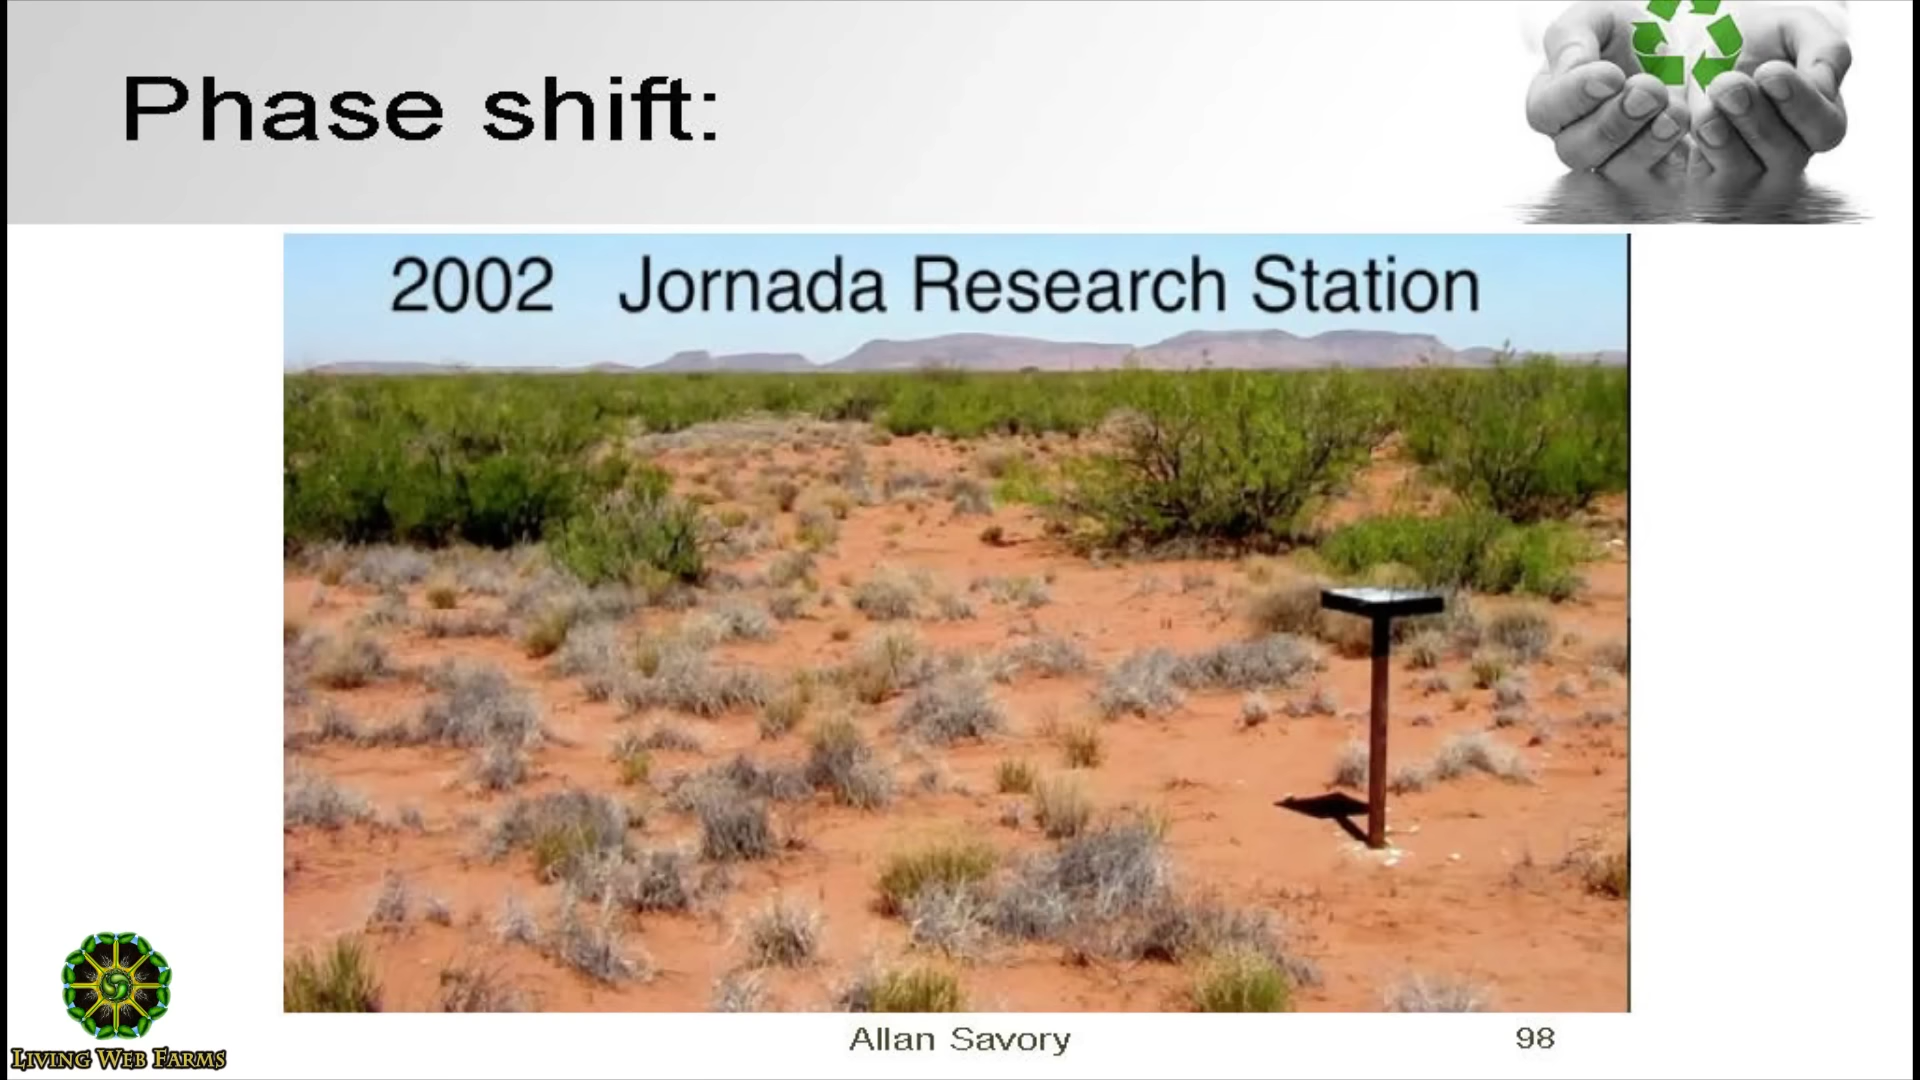 Phase shift:
2002 Jornada Research Station
Allan Savory
98
LIVING WEB FARMS